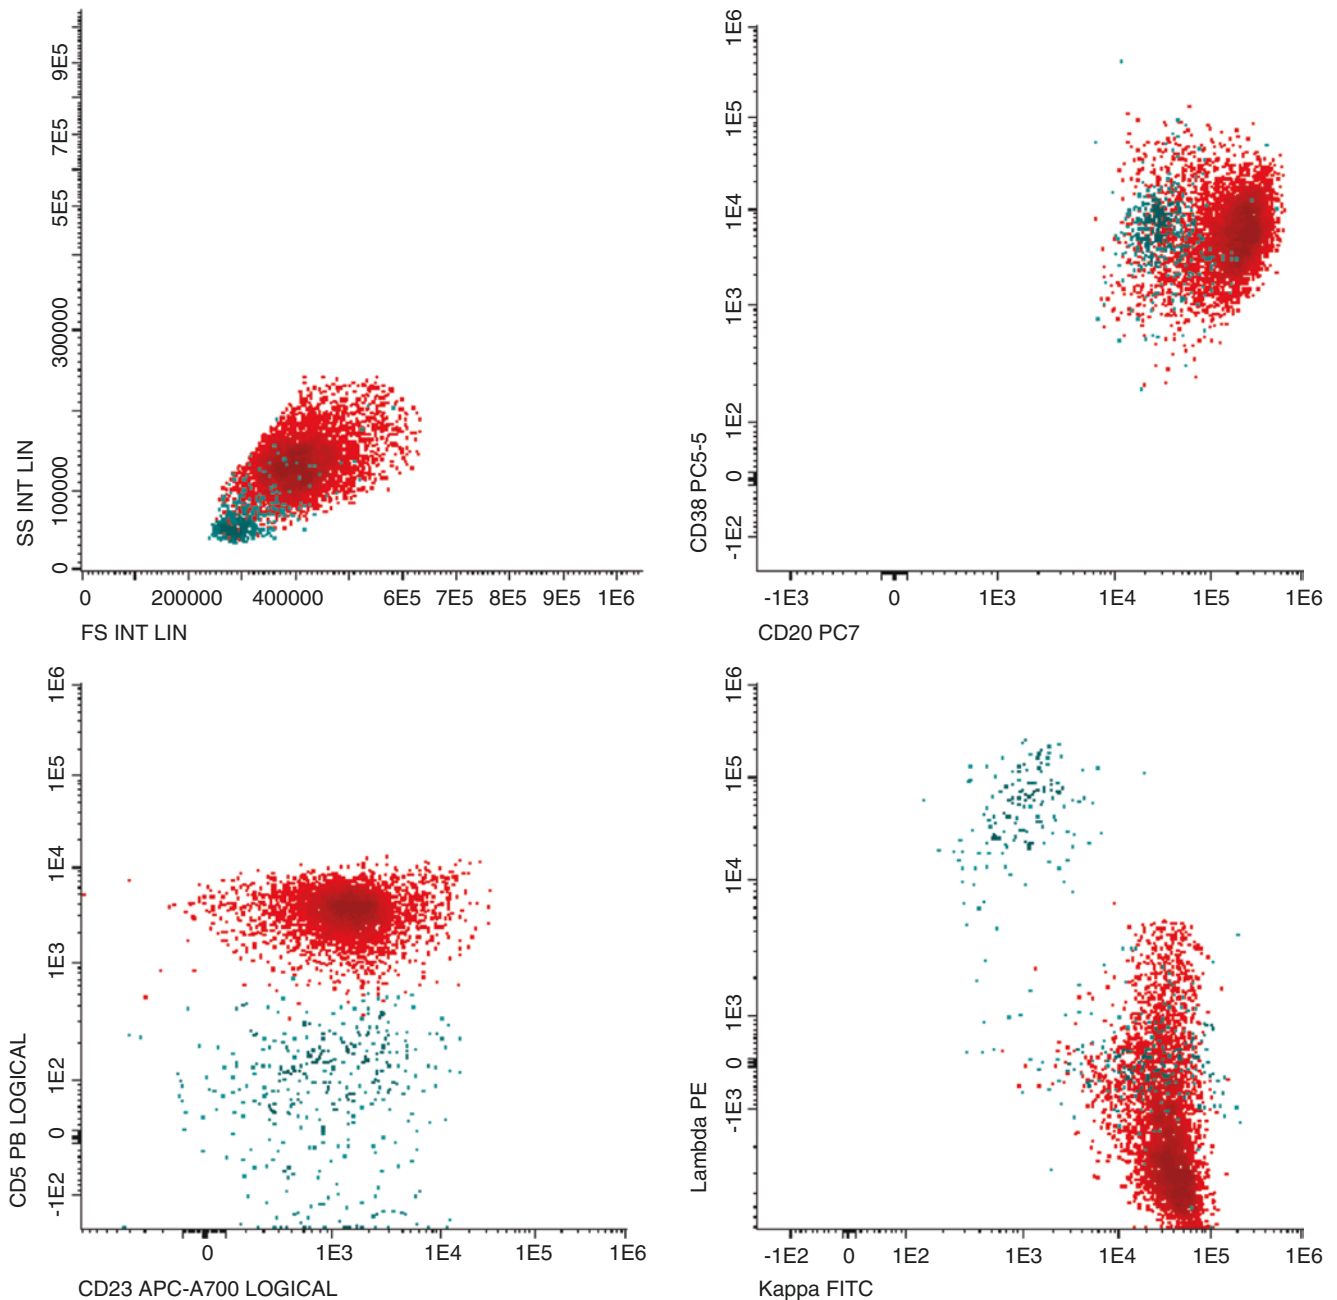 9E5
7E5
5E5
300000
100000
0
SS INT LIN
0 200000 400000 6E5 7E5 8E5 9E5 1E6
FS INT LIN
1E6
1E5
1E4
1E3
1E2
0
-1E2
CD38 PC5-5
-1E3 0 1E3 1E4 1E5 1E6
CD20 PC7
1E6
1E5
1E4
1E3
1E2
0
-1E2
CD5 PB LOGICAL
0 1E3 1E4 1E5 1E6
CD23 APC-A700 LOGICAL
1E6
1E5
1E4
1E3
0
-1E3
Lambda PE
-1E2 0 1E2 1E3 1E4 1E5 1E6
Kappa FITC